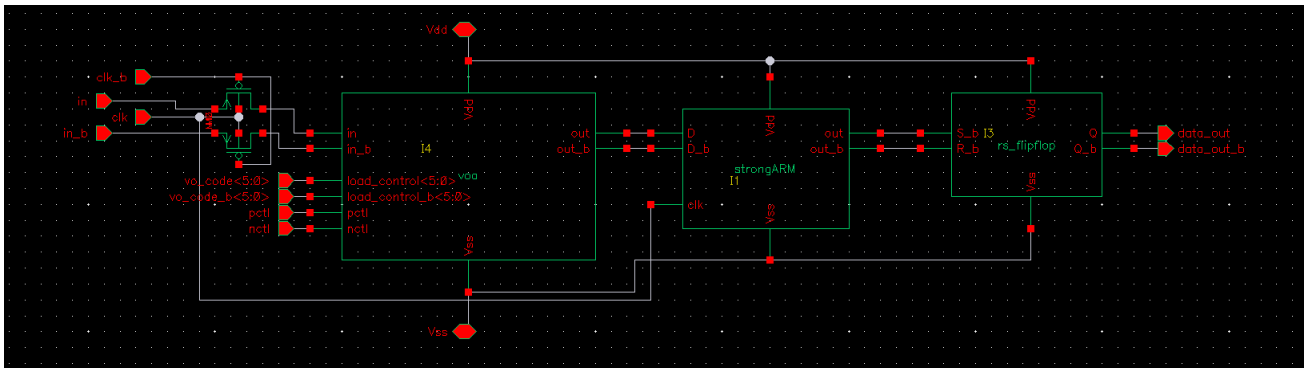 Vdd
clk_b
in
clk
in_b
Vdd
in
in_b
I4
voa
out
out_b
vo_code<5:0>
load_control<5:0>
vo_code_b<5:0>
load_control_b<5:0>
pctl
pctl
nctl
nctl
Vss
Vss
Vdd
D
D_b
out
out_b
strongARM
I1
clk
Vss
Vdd
I3
S_b
R_b
rs_flipflop
Q
Q_b
Vss
data_out
data_out_b